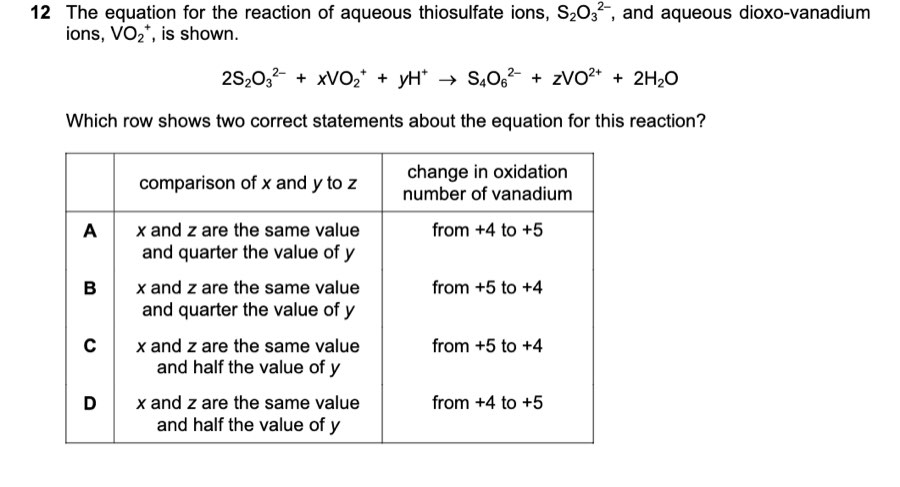 12 The equation for the reaction of aqueous thiosulfate ions, S₂O₃²⁻, and aqueous dioxo-vanadium
ions, VO₂⁺, is shown.
2S₂O₃²⁻ + xVO₂⁺ + yH⁺ → S₄O₆²⁻ + zVO²⁺ + 2H₂O
Which row shows two correct statements about the equation for this reaction?
comparison of x and y to z
change in oxidation
number of vanadium
A x and z are the same value from +4 to +5
and quarter the value of y
B x and z are the same value from +5 to +4
and quarter the value of y
C x and z are the same value from +5 to +4
and half the value of y
D x and z are the same value from +4 to +5
and half the value of y